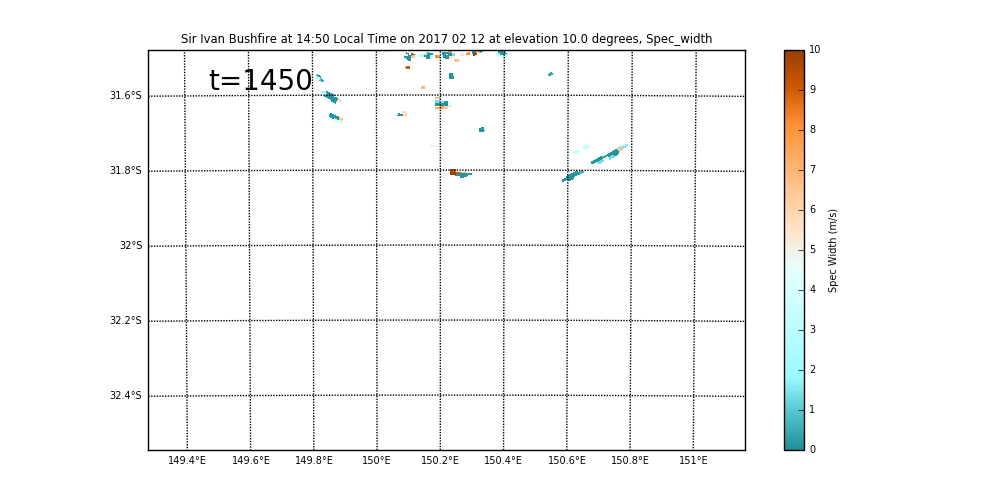 Sir Ivan Bushfire at 14:50 Local Time on 2017 02 12 at elevation 10.0 degrees, Spec_width
t=1450
31.6°S
31.8°S
32°S
32.2°S
32.4°S
149.4°E 149.6°E 149.8°E 150°E 150.2°E 150.4°E 150.6°E 150.8°E 151°E
10
9
8
7
6
5
4
3
2
1
0
Spec Width (m/s)